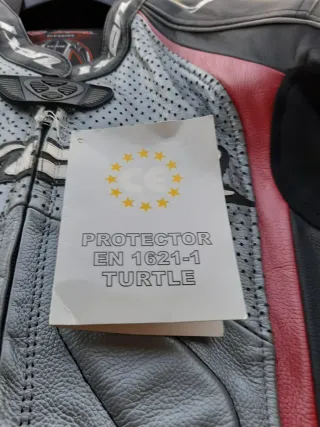 CE
PROTECTOR
EN 1621-1
TURTLE